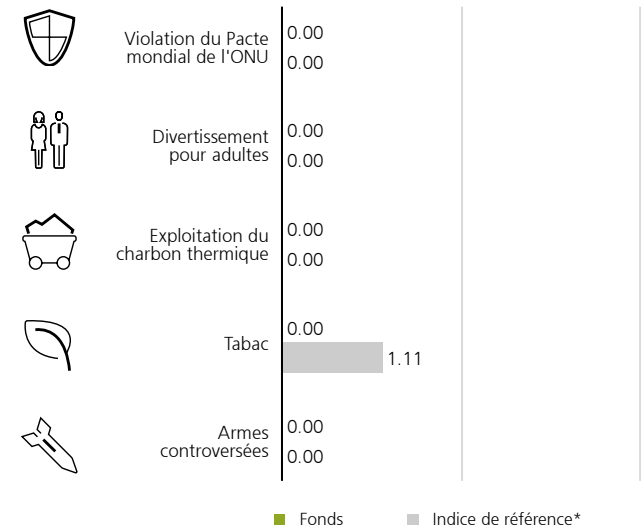 Violation du Pacte
mondial de l'ONU
0.00
0.00
Divertissement
pour adultes
0.00
0.00
Exploitation du
charbon thermique
0.00
0.00
Tabac
0.00
1.11
Armes
controversées
0.00
0.00
Fonds
Indice de référence*